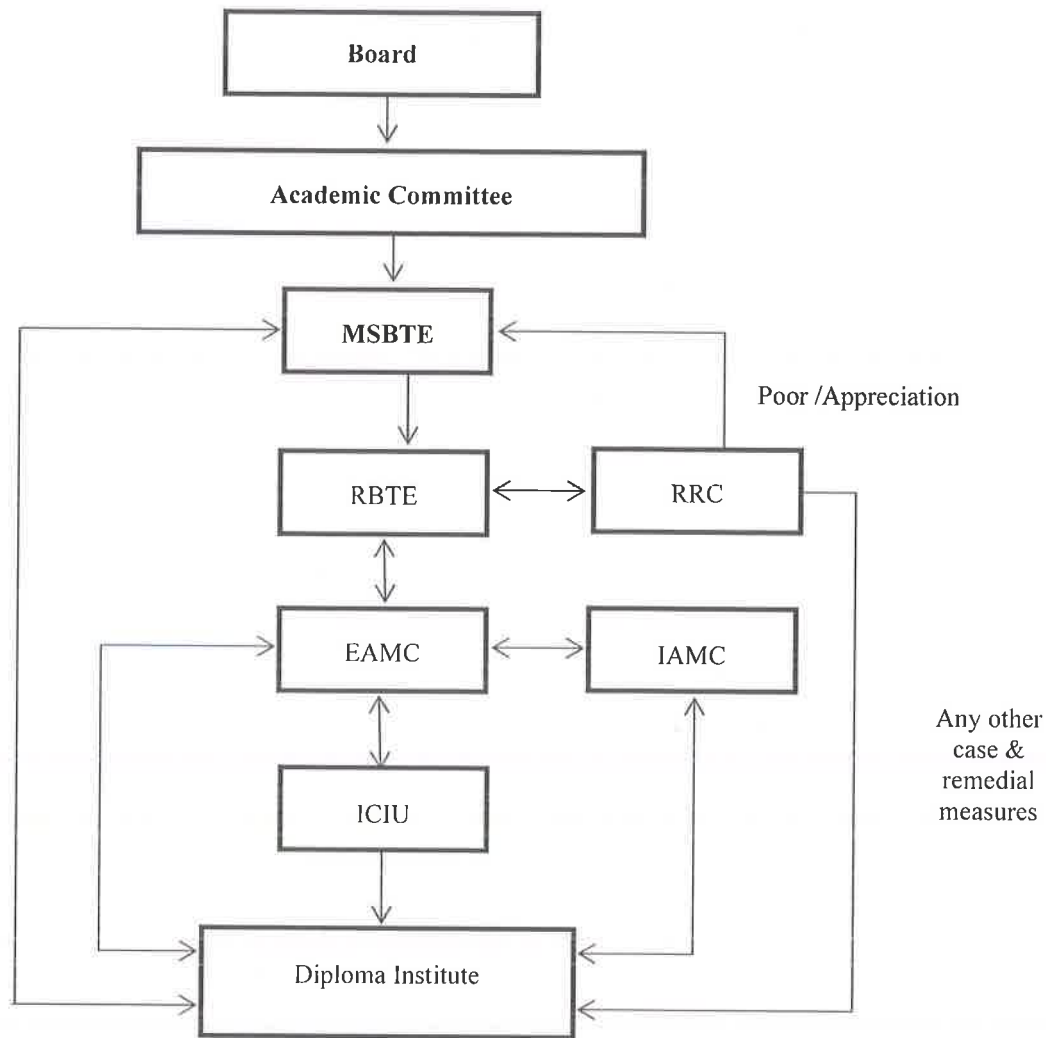 Board
Academic Committee
MSBTE
Poor /Appreciation
RBTE
RRC
EAMC
IAMC
Any other
case &
remedial
measures
ICIU
Diploma Institute